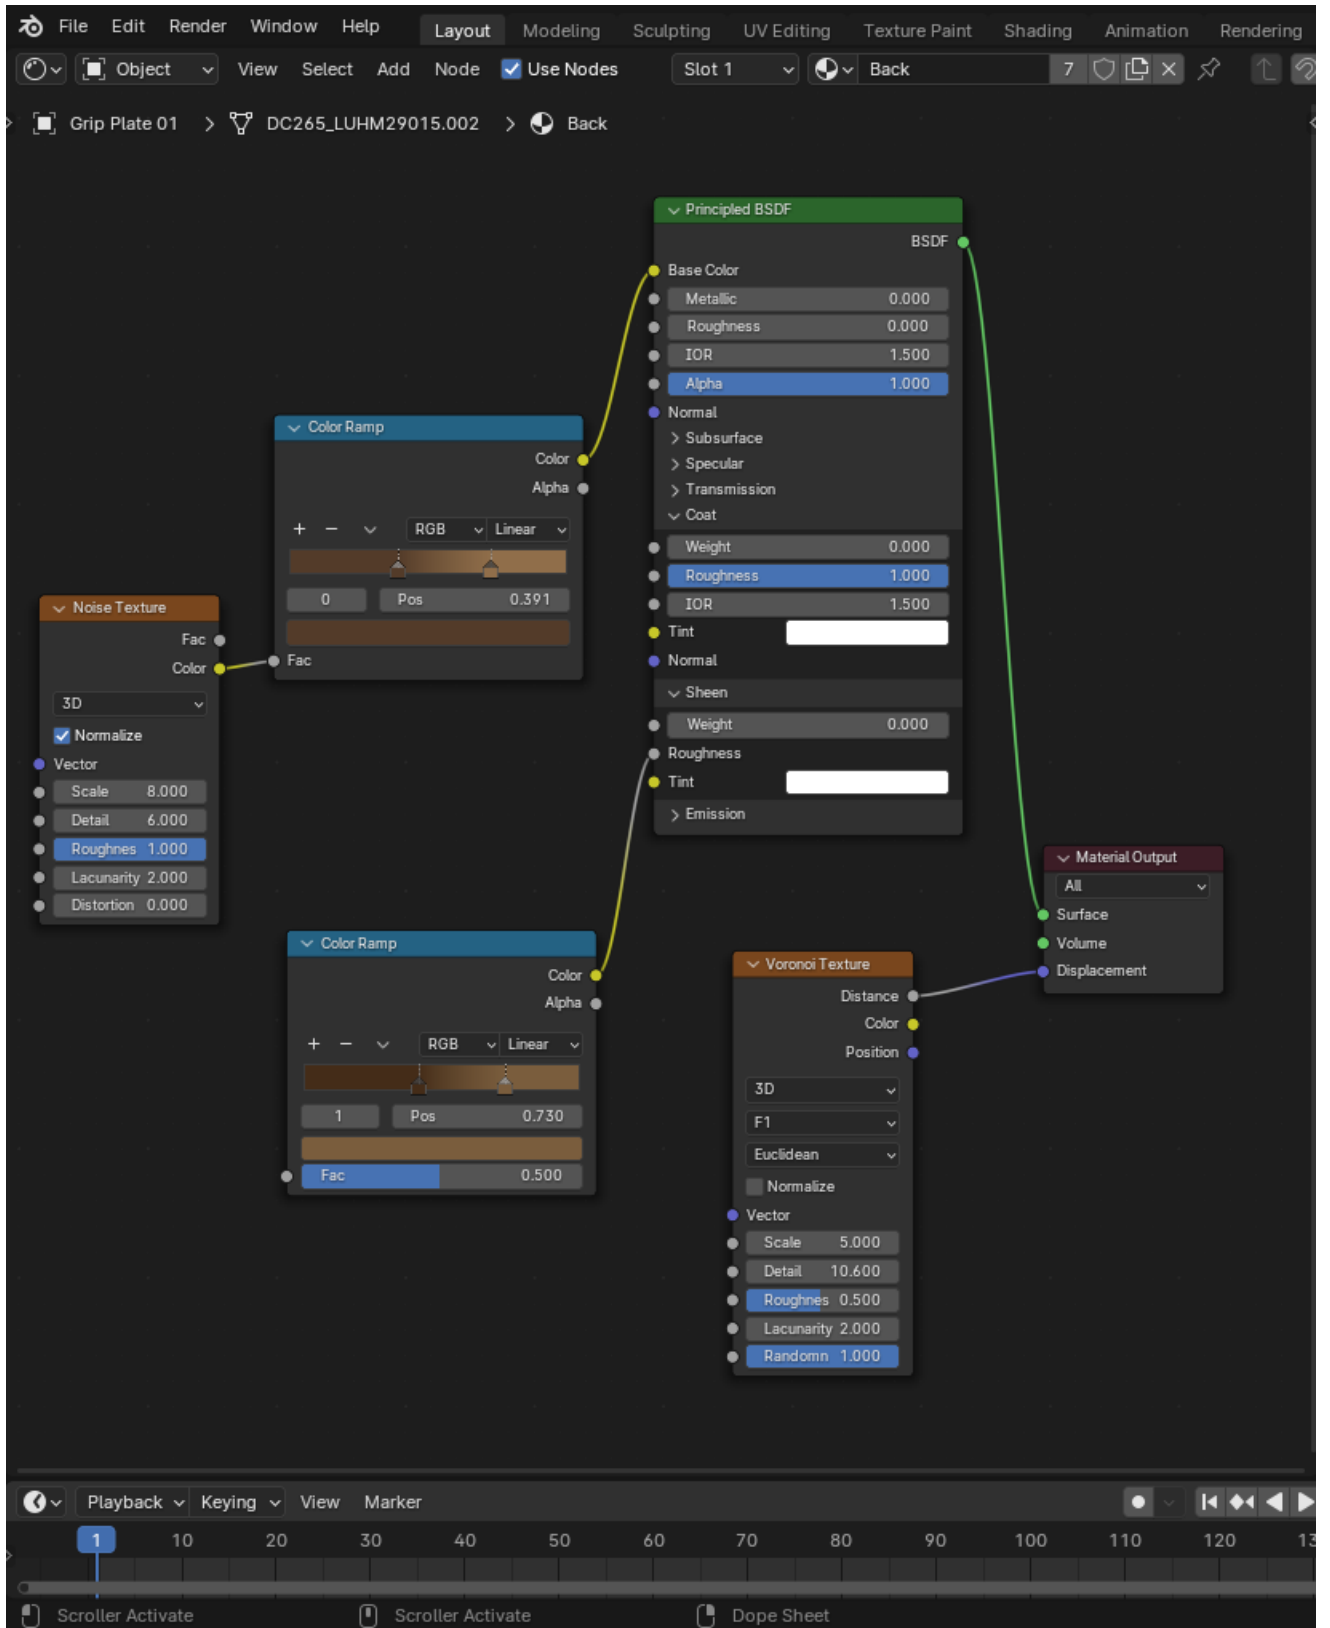 File Edit Render Window Help Layout Modeling Sculpting UV Editing Texture Paint Shading Animation Rendering
Object View Select Add Node Use Nodes Slot 1 Back 7
Grip Plate 01 > DC265_LUHM29015.002 > Back
Principled BSDF
BSDF
Base Color
Metallic 0.000
Roughness 0.000
IOR 1.500
Alpha 1.000
Normal
Subsurface
Specular
Transmission
Coat
Weight 0.000
Roughness 1.000
IOR 1.500
Tint
Normal
Sheen
Weight 0.000
Roughness
Tint
Emission
Color Ramp
Color
Alpha
+ − RGB Linear
0 Pos 0.391
Fac
Noise Texture
Fac
Color
3D
Normalize
Vector
Scale 8.000
Detail 6.000
Roughnes 1.000
Lacunarity 2.000
Distortion 0.000
Color Ramp
Color
Alpha
+ − RGB Linear
1 Pos 0.730
Fac 0.500
Voronoi Texture
Distance
Color
Position
3D
F1
Euclidean
Normalize
Vector
Scale 5.000
Detail 10.600
Roughnes 0.500
Lacunarity 2.000
Randomn 1.000
Material Output
All
Surface
Volume
Displacement
Playback Keying View Marker
1 10 20 30 40 50 60 70 80 90 100 110 120 13
Scroller Activate Scroller Activate Dope Sheet